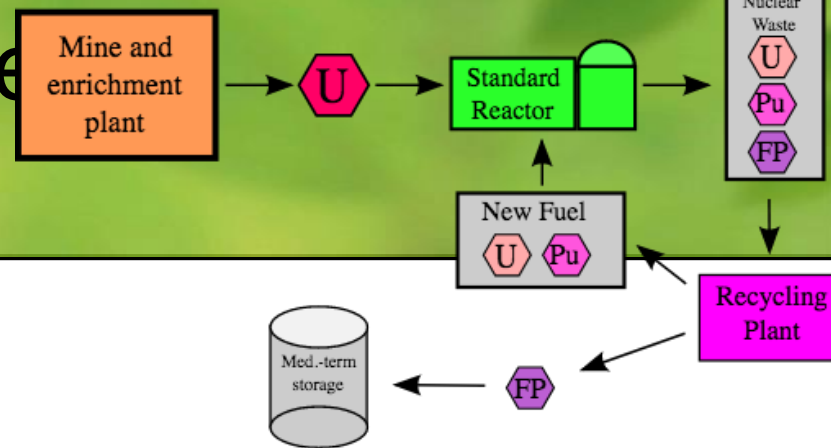 Mine and
enrichment
plant
U
Standard
Reactor
Nuclear
Waste
U
Pu
FP
New Fuel
U Pu
Recycling
Plant
Med.-term
storage
FP